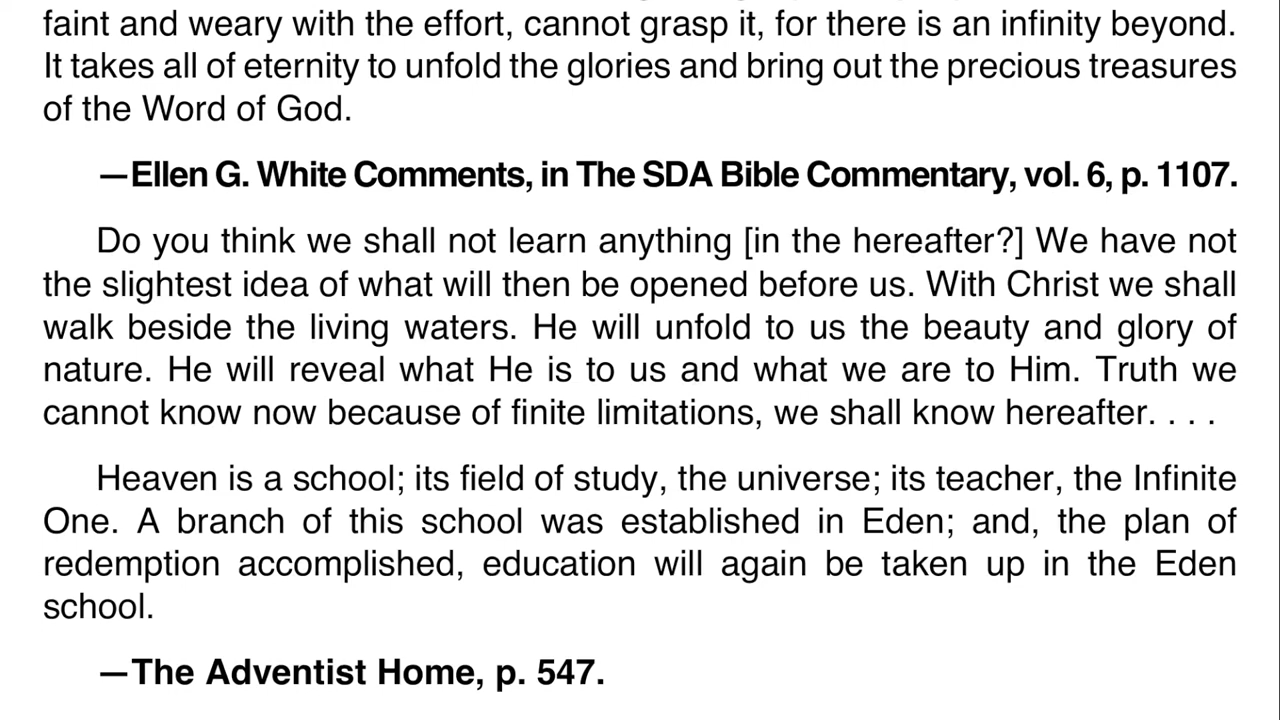 faint and weary with the effort, cannot grasp it, for there is an infinity beyond.
It takes all of eternity to unfold the glories and bring out the precious treasures
of the Word of God.
—Ellen G. White Comments, in The SDA Bible Commentary, vol. 6, p. 1107.
Do you think we shall not learn anything [in the hereafter?] We have not
the slightest idea of what will then be opened before us. With Christ we shall
walk beside the living waters. He will unfold to us the beauty and glory of
nature. He will reveal what He is to us and what we are to Him. Truth we
cannot know now because of finite limitations, we shall know hereafter. . . .
Heaven is a school; its field of study, the universe; its teacher, the Infinite
One. A branch of this school was established in Eden; and, the plan of
redemption accomplished, education will again be taken up in the Eden
school.
—The Adventist Home, p. 547.